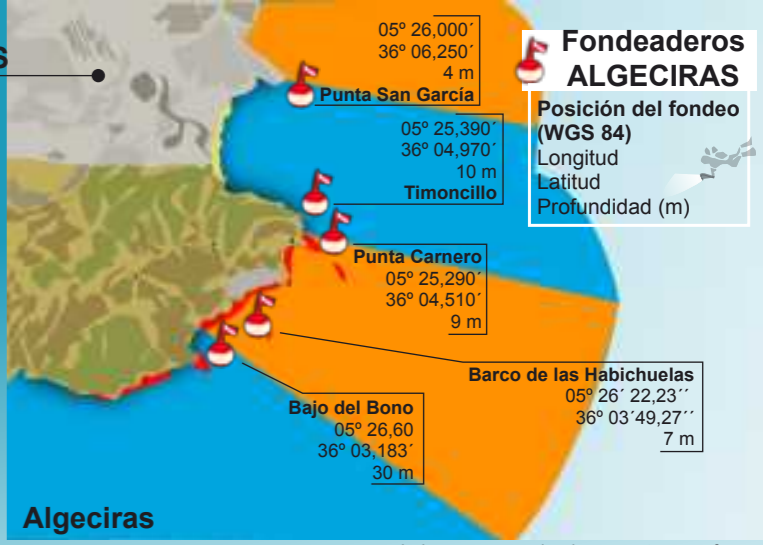 05º 26,000´
36º 06,250´
4 m
Punta San García
Fondeaderos
ALGECIRAS
Posición del fondeo
(WGS 84)
Longitud
Latitud
Profundidad (m)
S
05º 25,390´
36º 04,970´
10 m
Timoncillo
Punta Carnero
05º 25,290´
36º 04,510´
9 m
Barco de las Habichuelas
05º 26´ 22,23´´
36º 03´49,27´´
7 m
Bajo del Bono
05º 26,60
36º 03,183´
30 m
Algeciras